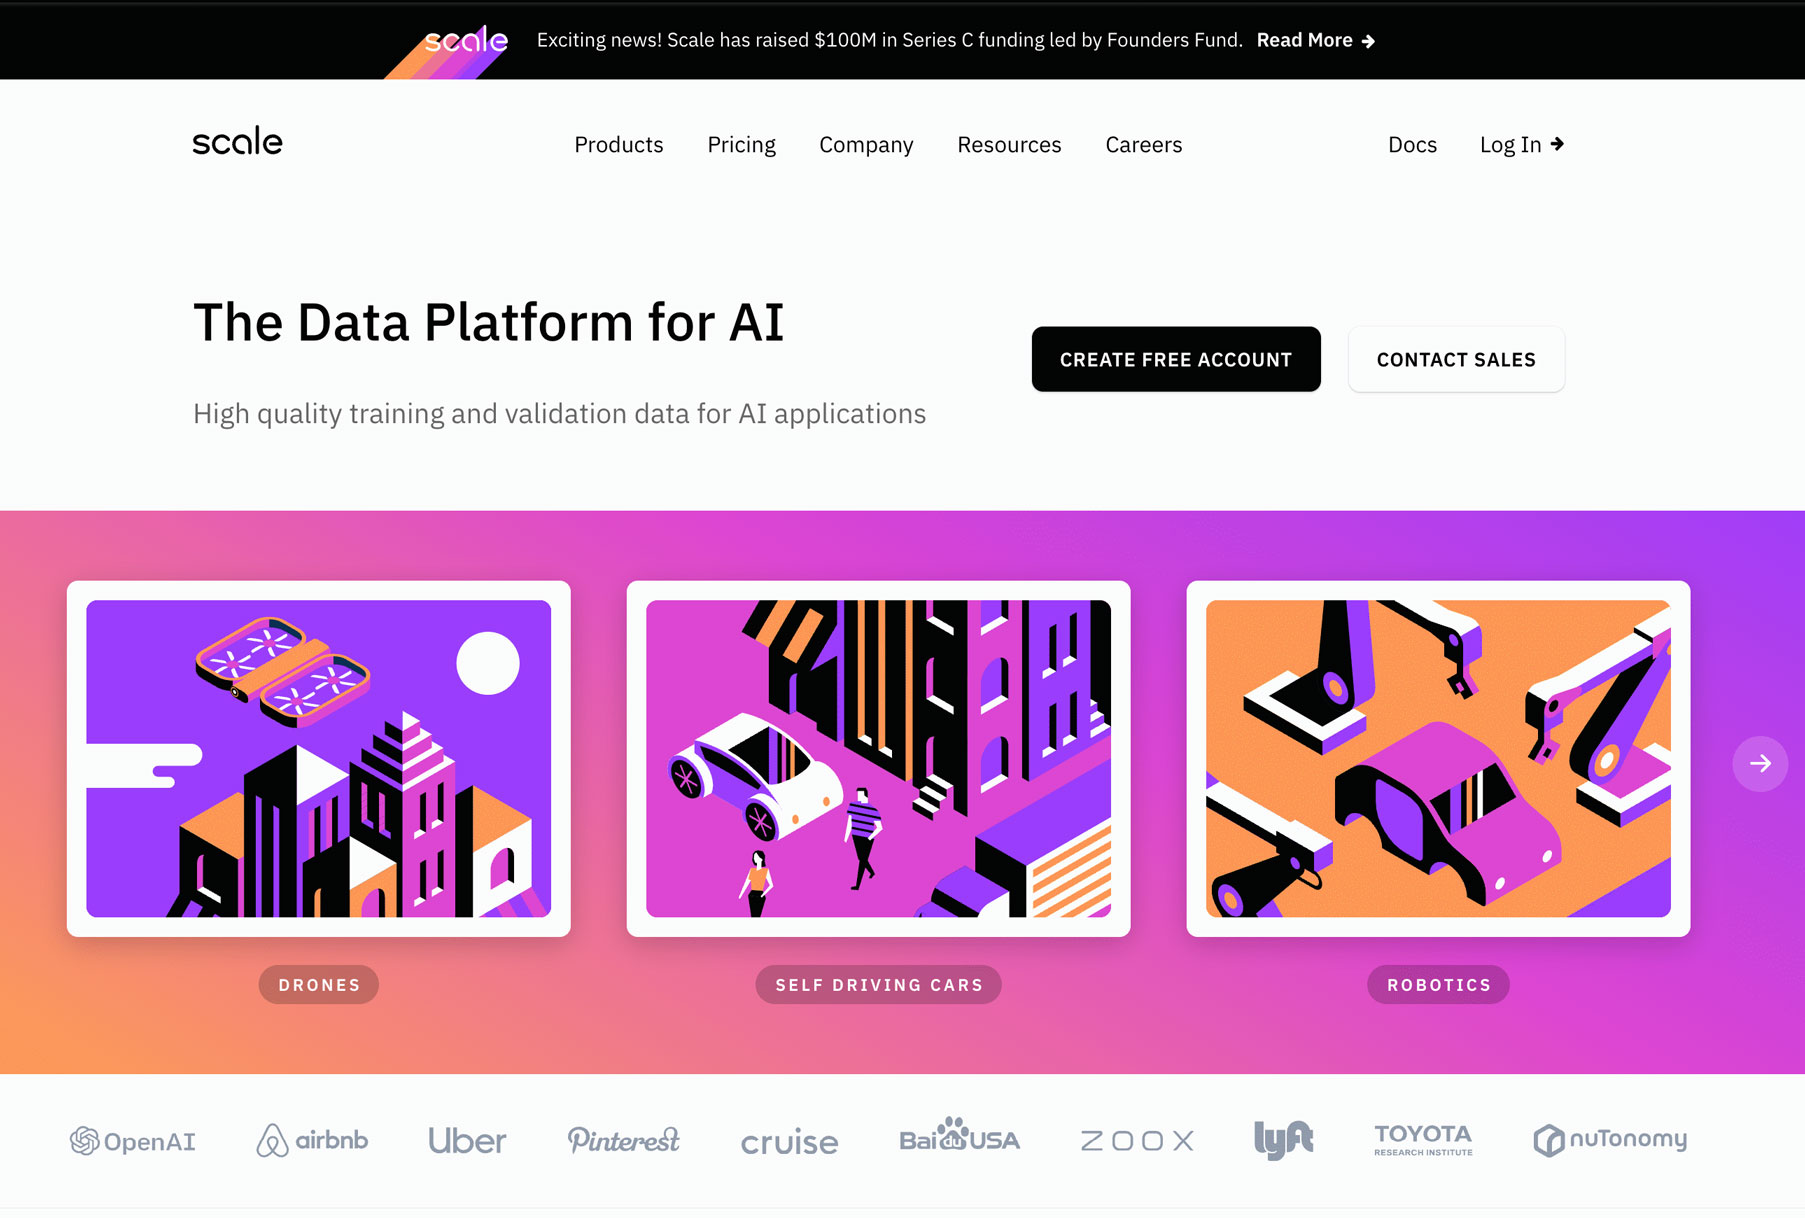 scale Exciting news! Scale has raised $100M in Series C funding led by Founders Fund. Read More →
scale Products Pricing Company Resources Careers Docs Log In →
The Data Platform for AI
High quality training and validation data for AI applications
CREATE FREE ACCOUNT CONTACT SALES
DRONES SELF DRIVING CARS ROBOTICS
OpenAI airbnb Uber Pinterest cruise Bai du USA ZOOX lyft TOYOTA RESEARCH INSTITUTE nuTonomy